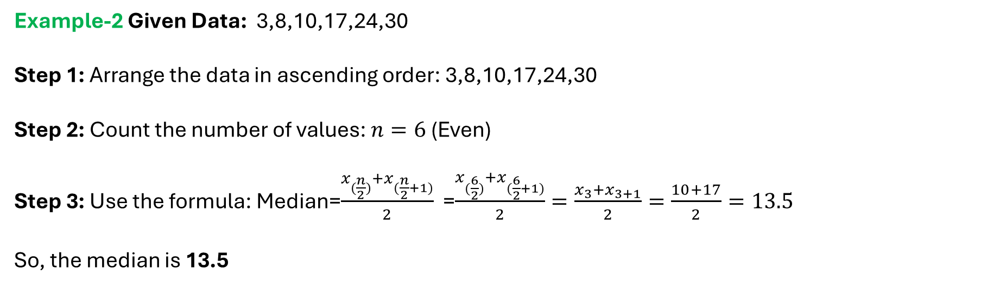 Example-2 Given Data: 3,8,10,17,24,30
Step 1: Arrange the data in ascending order: 3,8,10,17,24,30
Step 2: Count the number of values: n = 6 (Even)
Step 3: Use the formula: Median=\frac{x_{(\frac{n}{2})}+x_{(\frac{n}{2}+1)}}{2} =\frac{x_{(\frac{6}{2})}+x_{(\frac{6}{2}+1)}}{2} = \frac{x_3+x_{3+1}}{2} = \frac{10+17}{2} = 13.5
So, the median is 13.5